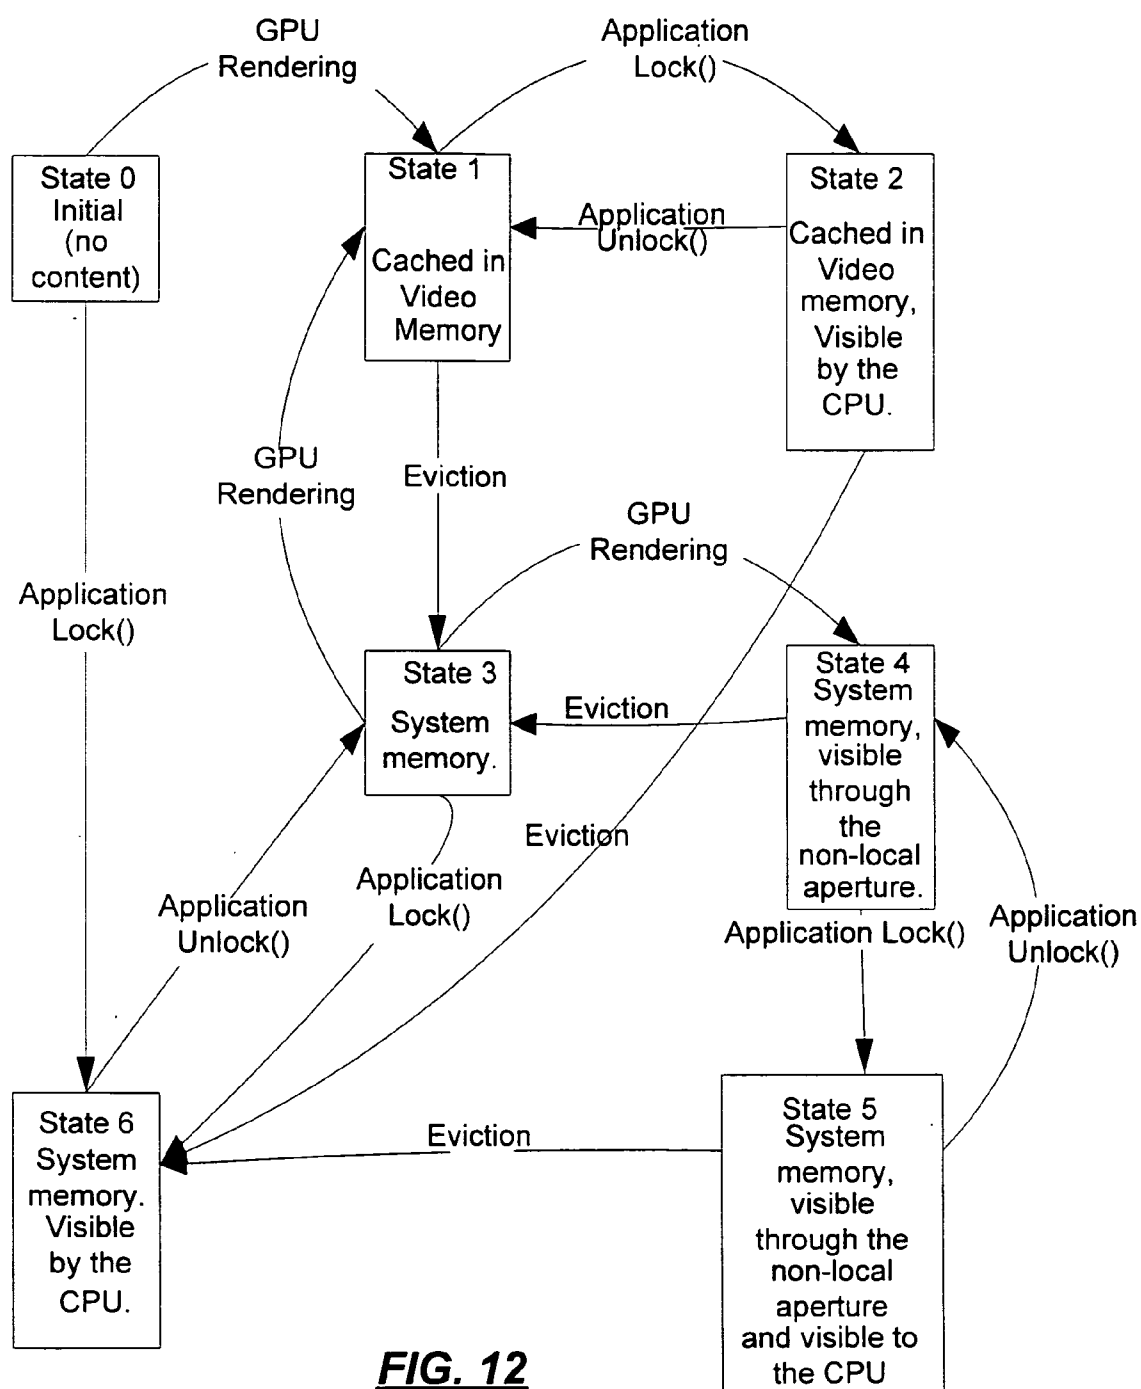 GPU
Rendering
Application
Lock()
State 0
Initial
(no
content)
State 1
Cached in
Video
Memory
State 2
Cached in
Video
memory,
Visible
by the
CPU.
Application
Unlock()
GPU
Rendering
Eviction
GPU
Rendering
Application
Lock()
State 3
System
memory.
Eviction
State 4
System
memory,
visible
through
the
non-local
aperture.
Eviction
Application
Unlock()
Application
Lock()
Application Lock()
Application
Unlock()
State 6
System
memory.
Visible
by the
CPU.
Eviction
State 5
System
memory,
visible
through the
non-local
aperture
and visible to
the CPU
FIG. 12